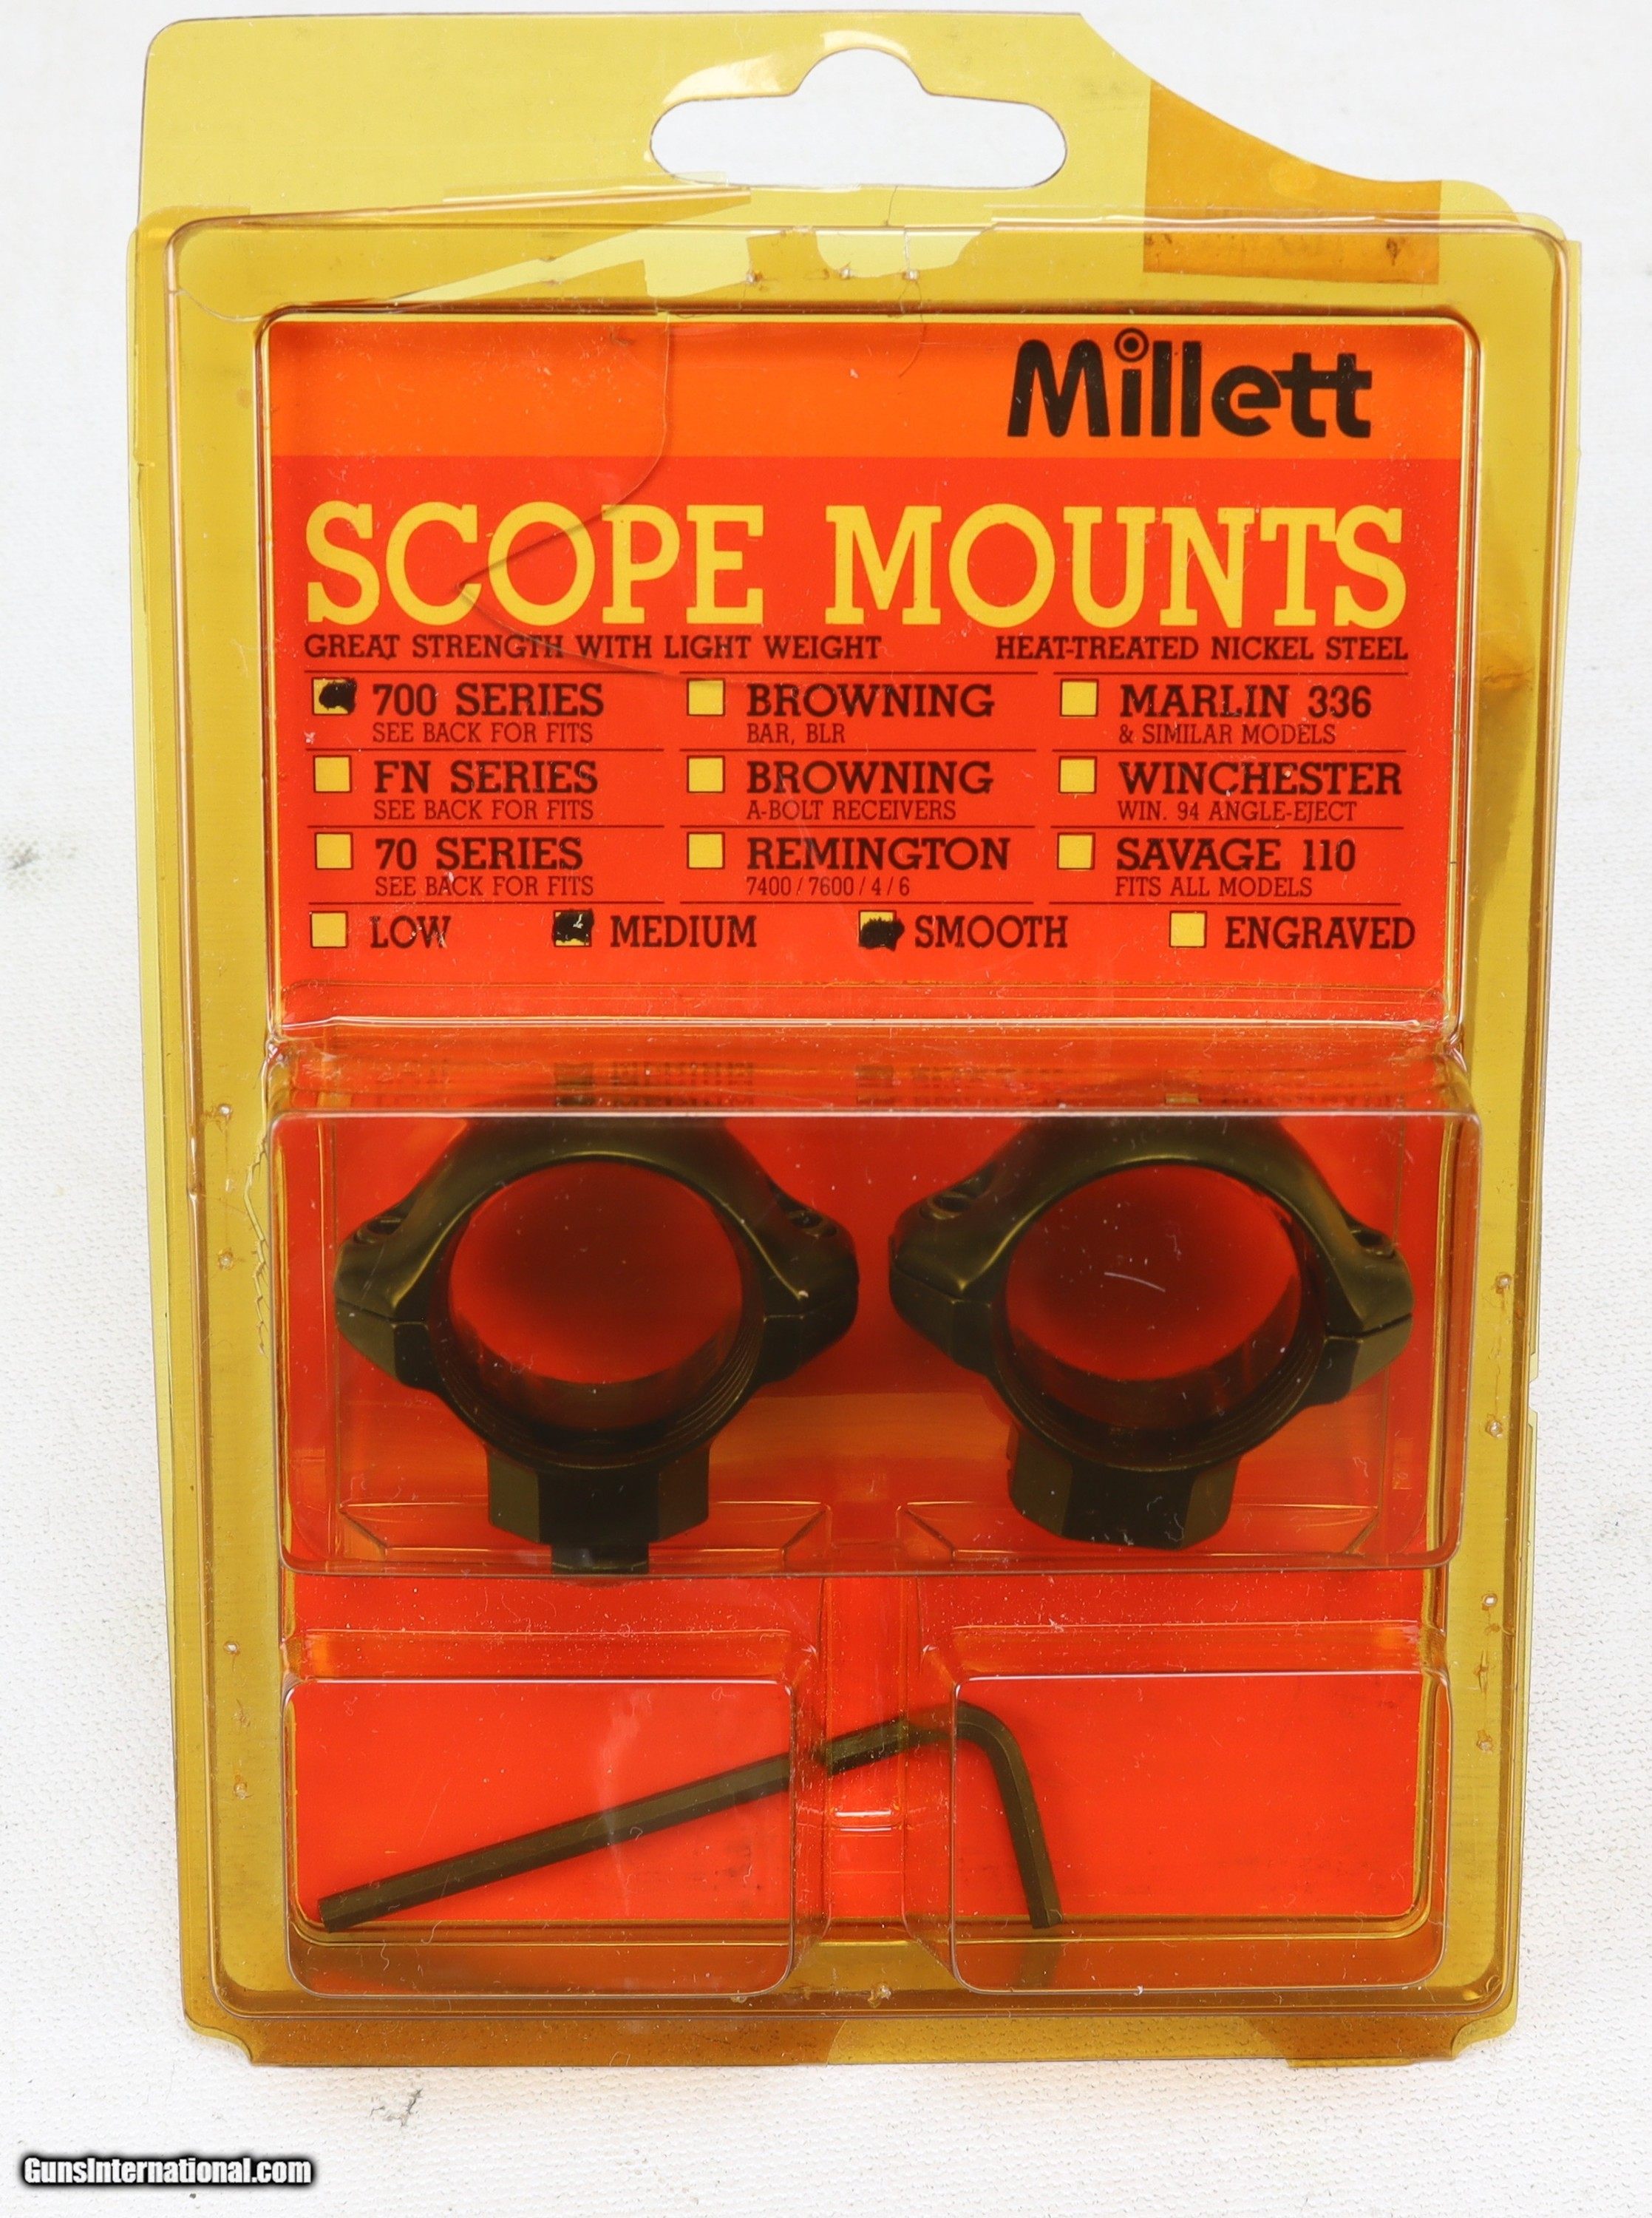 Millett
SCOPE MOUNTS
GREAT STRENGTH WITH LIGHT WEIGHT HEAT-TREATED NICKEL STEEL
700 SERIES BROWNING MARLIN 336
SEE BACK FOR FITS BAR, BLR & SIMILAR MODELS
FN SERIES BROWNING WINCHESTER
SEE BACK FOR FITS A-BOLT RECEIVERS WIN. 94 ANGLE-EJECT
70 SERIES REMINGTON SAVAGE 110
SEE BACK FOR FITS 7400 / 7600 / 4 / 6 FITS ALL MODELS
LOW MEDIUM SMOOTH ENGRAVED
GunsInternational.com